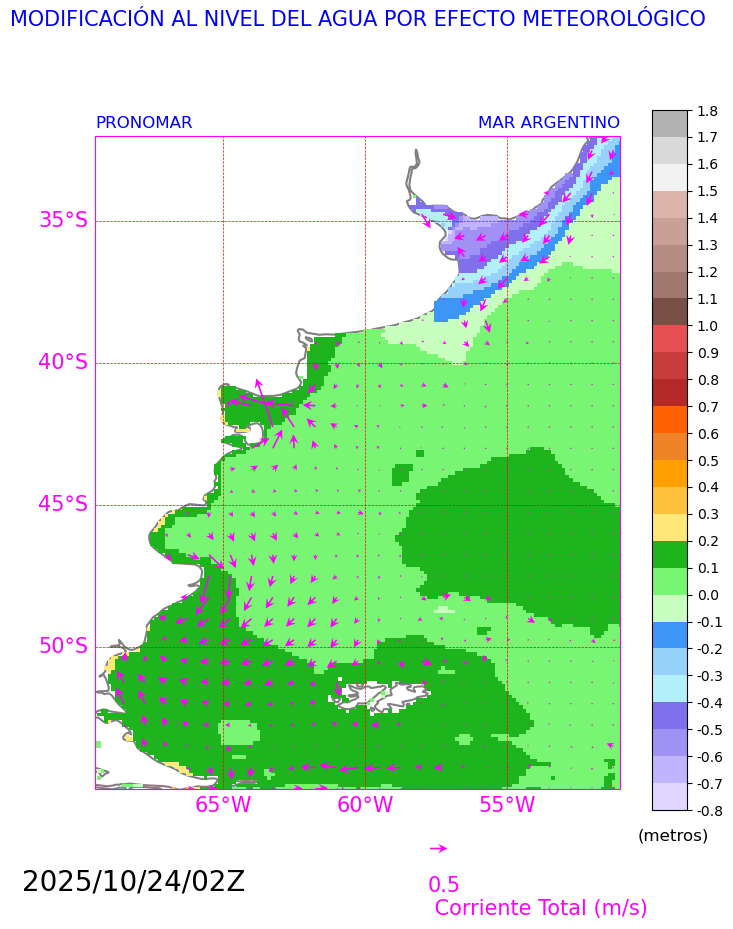 MODIFICACIÓN AL NIVEL DEL AGUA POR EFECTO METEOROLÓGICO
PRONOMAR
MAR ARGENTINO
35°S
40°S
45°S
50°S
65°W
60°W
55°W
1.8
1.7
1.6
1.5
1.4
1.3
1.2
1.1
1.0
0.9
0.8
0.7
0.6
0.5
0.4
0.3
0.2
0.1
0.0
-0.1
-0.2
-0.3
-0.4
-0.5
-0.6
-0.7
-0.8
(metros)
2025/10/24/02Z
0.5
Corriente Total (m/s)